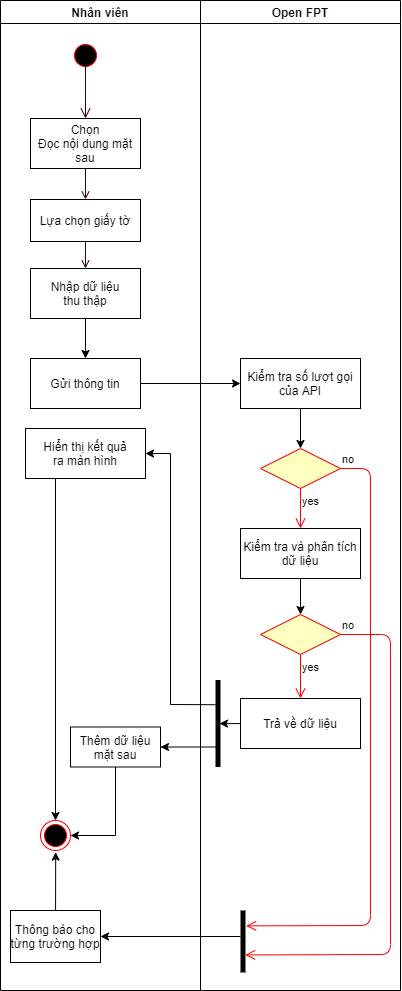 Nhân viên
Open FPT
Chọn
Đọc nội dung mặt
sau
Lựa chọn giấy tờ
Nhập dữ liệu
thu thập
Gửi thông tin
Kiểm tra số lượt gọi
của API
Hiển thị kết quả
ra màn hình
no
yes
Kiểm tra và phân tích
dữ liệu
no
yes
Trả về dữ liệu
Thêm dữ liệu
mặt sau
Thông báo cho
từng trường hợp